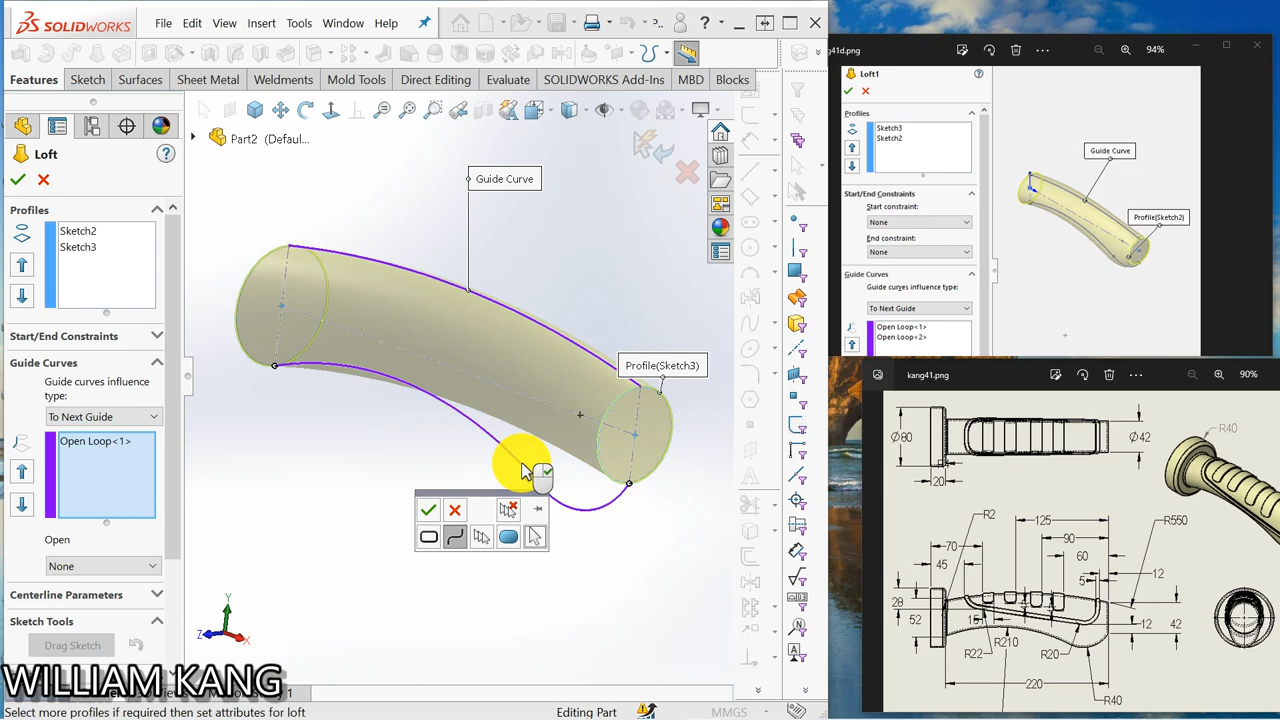 SOLIDWORKS
File Edit View Insert Tools Window Help
Features Sketch Surfaces Sheet Metal Weldments Mold Tools Direct Editing Evaluate SOLIDWORKS Add-Ins MBD Blocks
Part2 (Defaul...
Loft
Profiles
Sketch2
Sketch3
Start/End Constraints
Guide Curves
Guide curves influence
type:
To Next Guide
Open Loop<1>
Open
None
Centerline Parameters
Sketch Tools
Drag Sketch
Guide Curve
Profile(Sketch3)
Y
Z
X
WILLIAM KANG
Select more profiles if required then set attributes for loft
Editing Part
MMGS
g41d.png
94%
Loft1
Profiles
Sketch3
Sketch2
Start/End Constraints
Start constraint:
None
End constraint:
None
Guide Curves
Guide curves influence type:
To Next Guide
Open Loop<1>
Open Loop<2>
Guide Curve
Profile(Sketch2)
kang41.png
90%
Ø80
Ø42
20
R40
R2
125
R550
70
90
45
60
12
5
28
52
15
12
42
R22
R210
R20
220
R40